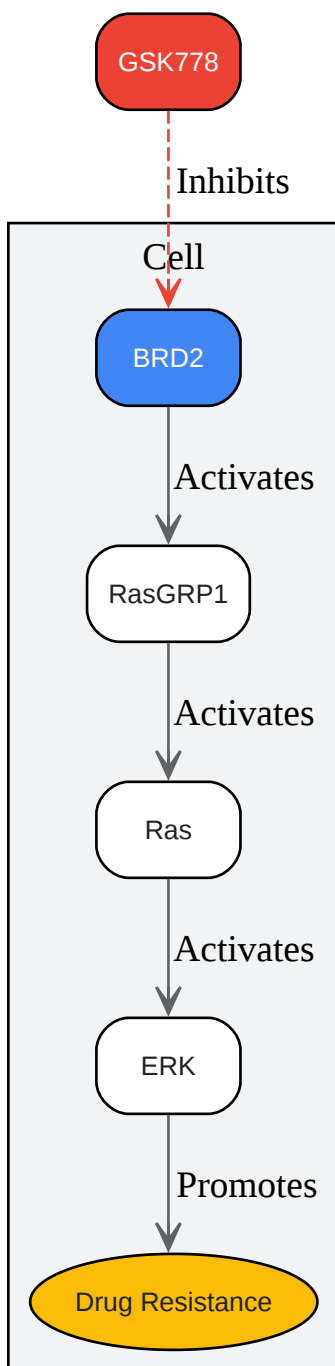 GSK778
Inhibits
Cell
BRD2
Activates
RasGRP1
Activates
Ras
Activates
ERK
Promotes
Drug Resistance